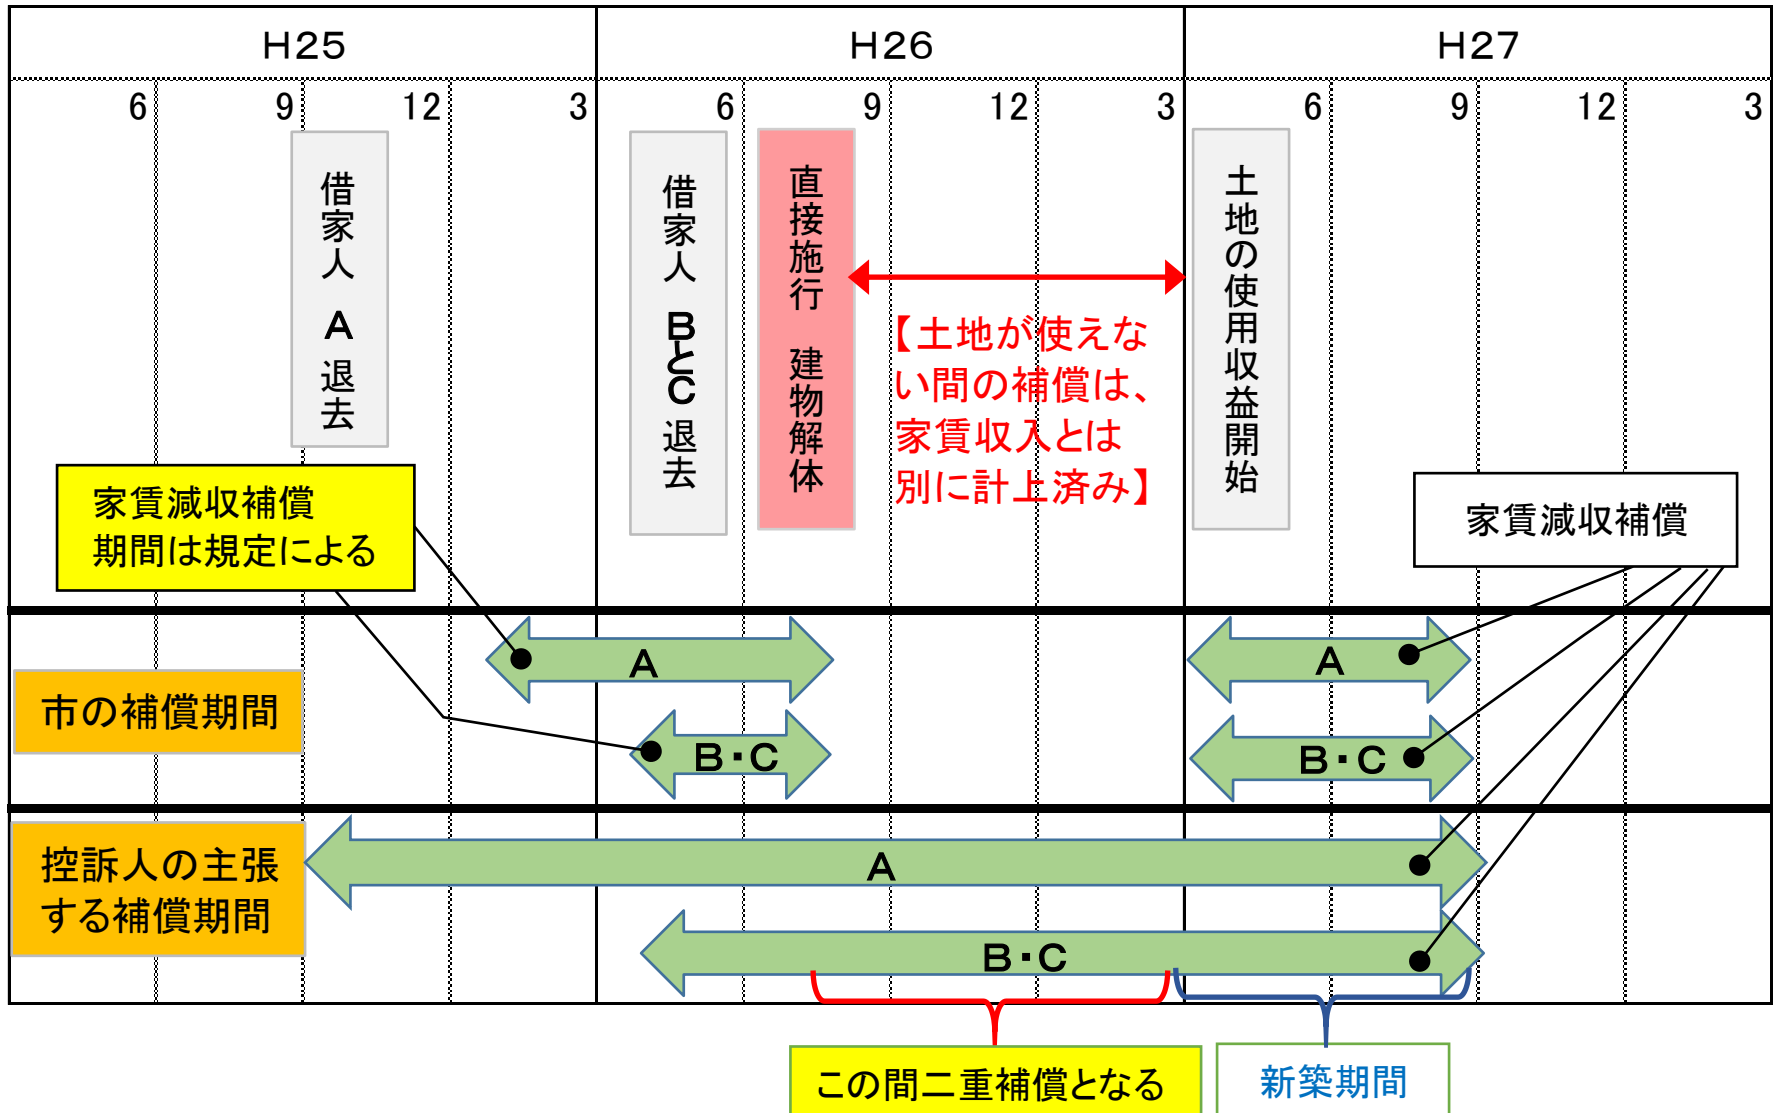 H25
H26
H27
6
9
12
3
6
9
12
3
6
9
12
3
借家人 A 退去
借家人 BとC 退去
直接施行 建物解体
土地の使用収益開始
【土地が使えな
い間の補償は、
家賃収入とは
別に計上済み】
家賃減収補償
期間は規定による
家賃減収補償
市の補償期間
A
A
B・C
B・C
控訴人の主張
する補償期間
A
B・C
この間二重補償となる
新築期間